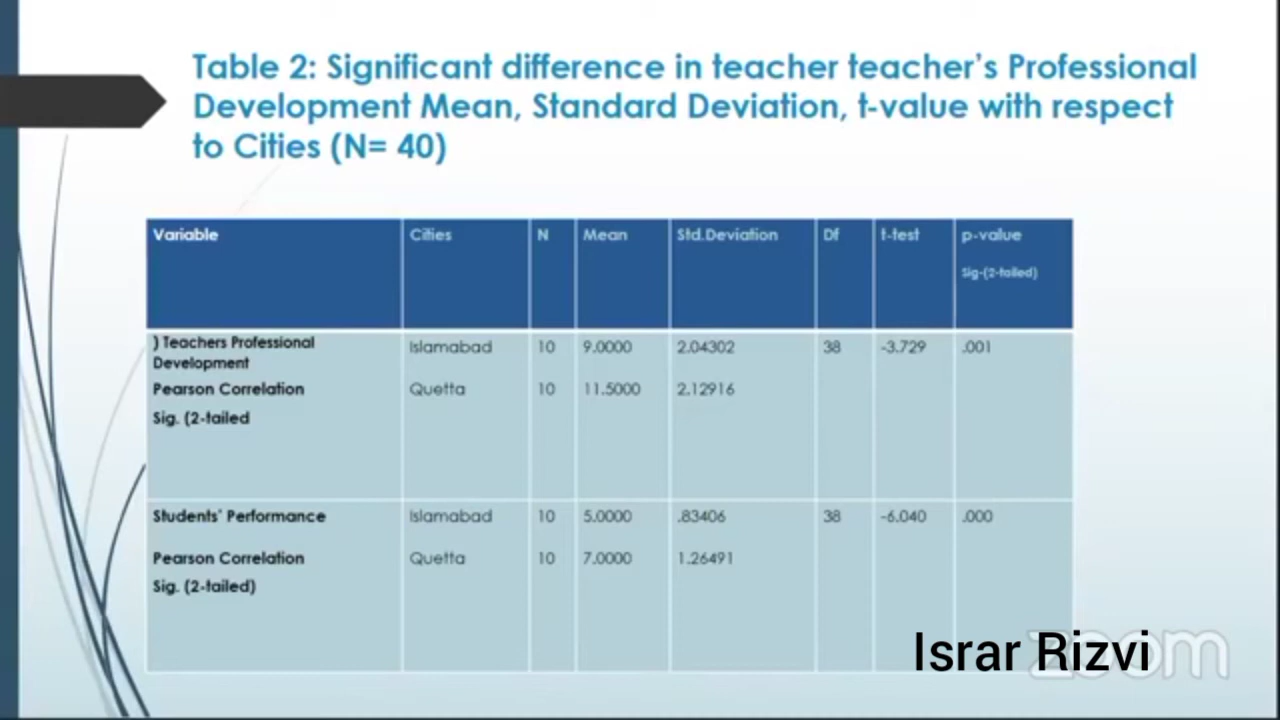 Table 2: Significant difference in teacher teacher's Professional
Development Mean, Standard Deviation, t-value with respect
to Cities (N= 40)
Variable Cities N Mean Std.Deviation Df t-test p-value
Sig-(2-tailed)
) Teachers Professional Islamabad 10 9.0000 2.04302 38 -3.729 .001
Development
Pearson Correlation Quetta 10 11.5000 2.12916
Sig. (2-tailed
Students' Performance Islamabad 10 5.0000 .83406 38 -6.040 .000
Pearson Correlation Quetta 10 7.0000 1.26491
Sig. (2-tailed)
Israr Rizvi
zoom